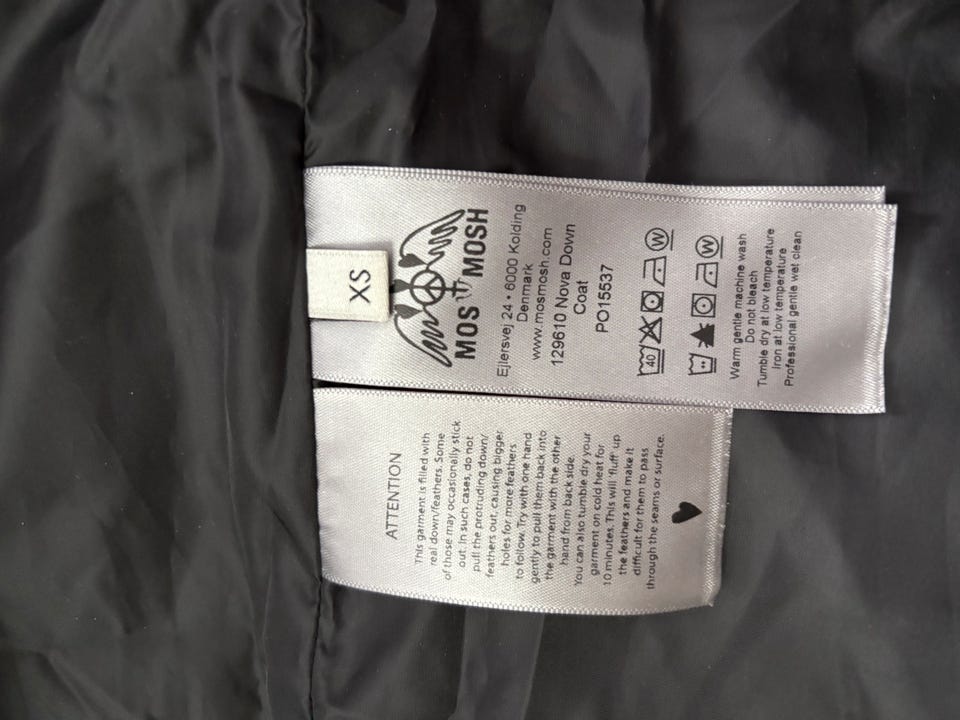 XS
MOS MOSH
Ejlersvej 24 • 6000 Kolding
Denmark
www.mosmosh.com
129610 Nova Down
Coat
PO15537
40 W
W
Warm gentle machine wash
Do not bleach
Tumble dry at low temperature
Iron at low temperature
Professional gentle wet clean
ATTENTION
This garment is filled with
real down/feathers. Some
of those may occasionally stick
out. In such cases, do not
pull the protruding down/
feathers out, causing bigger
holes for more feathers
to follow. Try with one hand
gently to pull them back into
the garment with the other
hand from back side.
You can also tumble dry your
garment on cold heat for
10 minutes. This will 'fluff' up
the feathers and make it
difficult for them to pass
through the seams or surface.